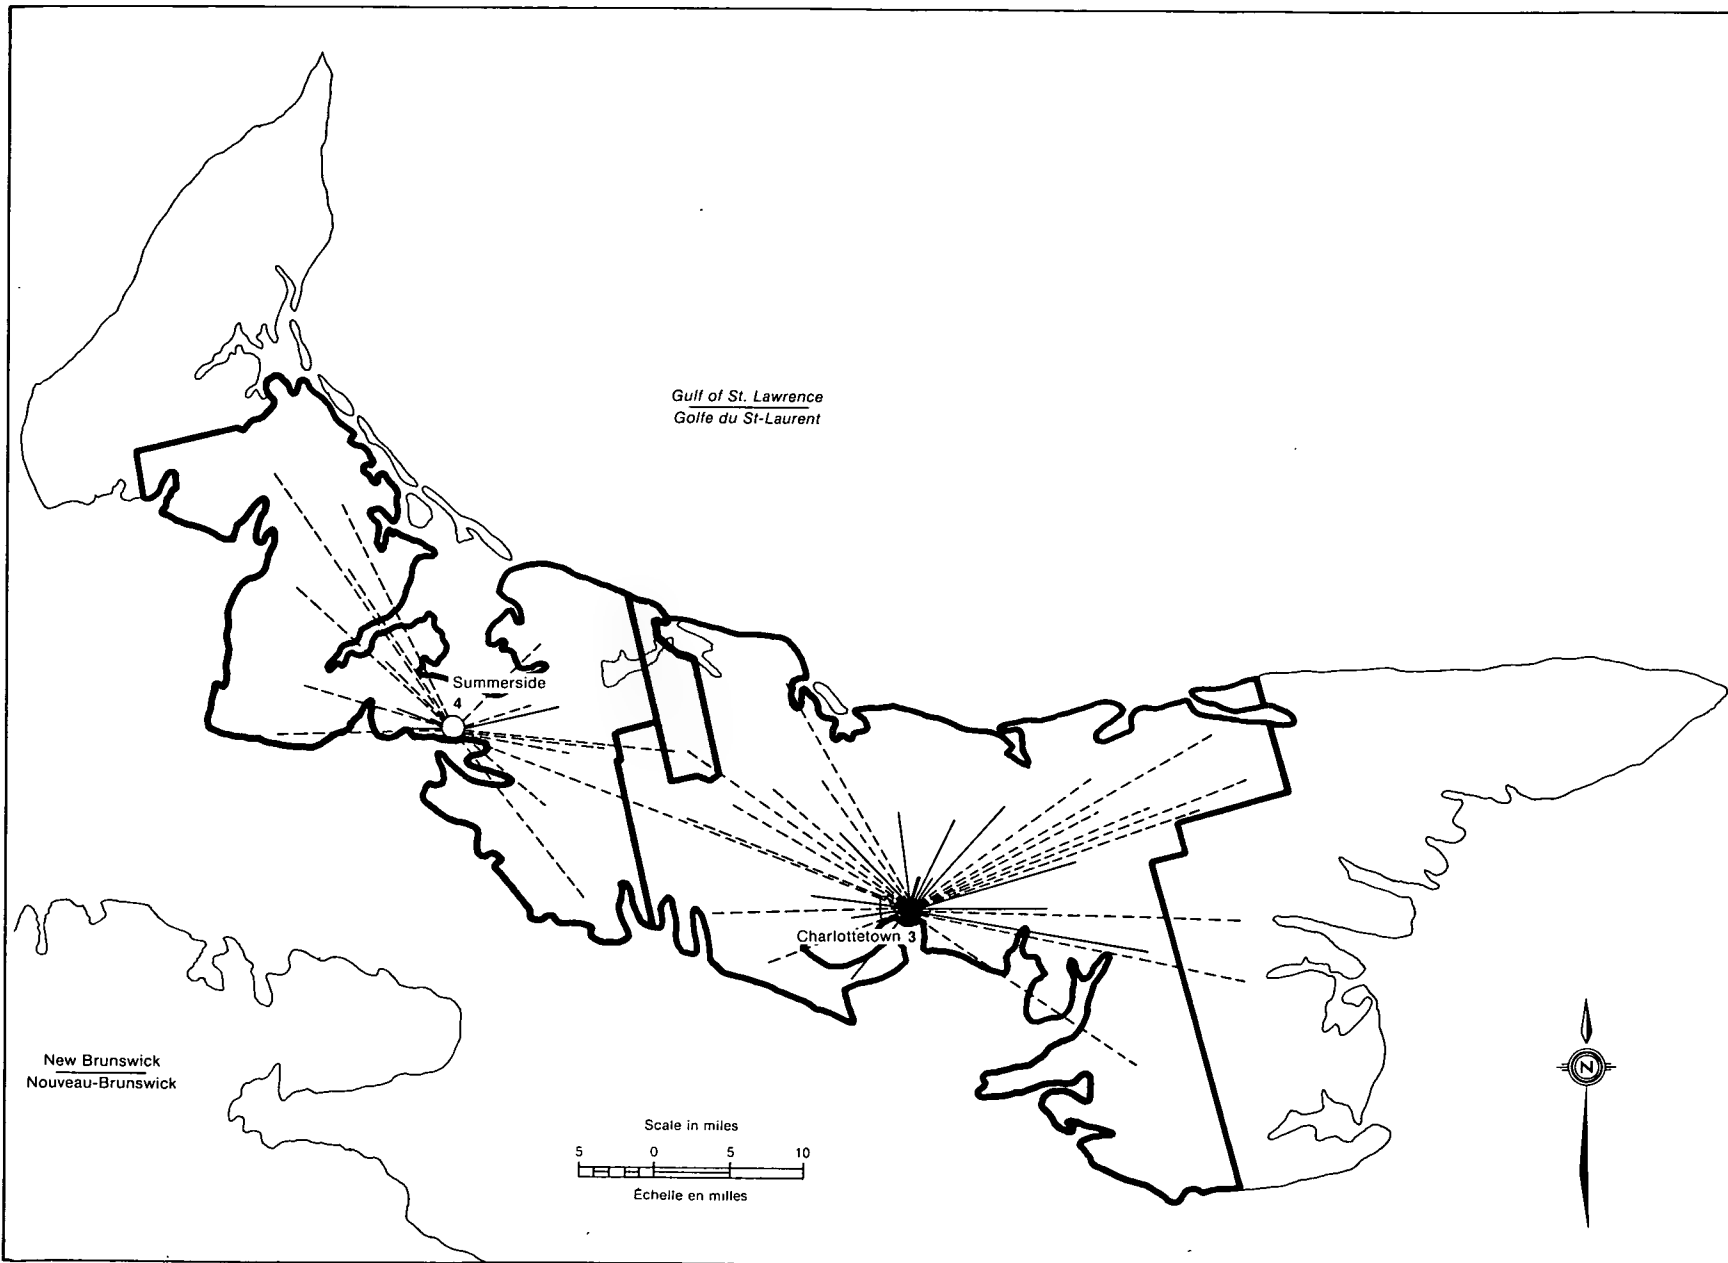 Gulf of St. Lawrence
Golfe du St-Laurent
Summerside
4
Charlottetown 3
New Brunswick
Nouveau-Brunswick
Scale in miles
5 0 5 10
Échelle en milles
N